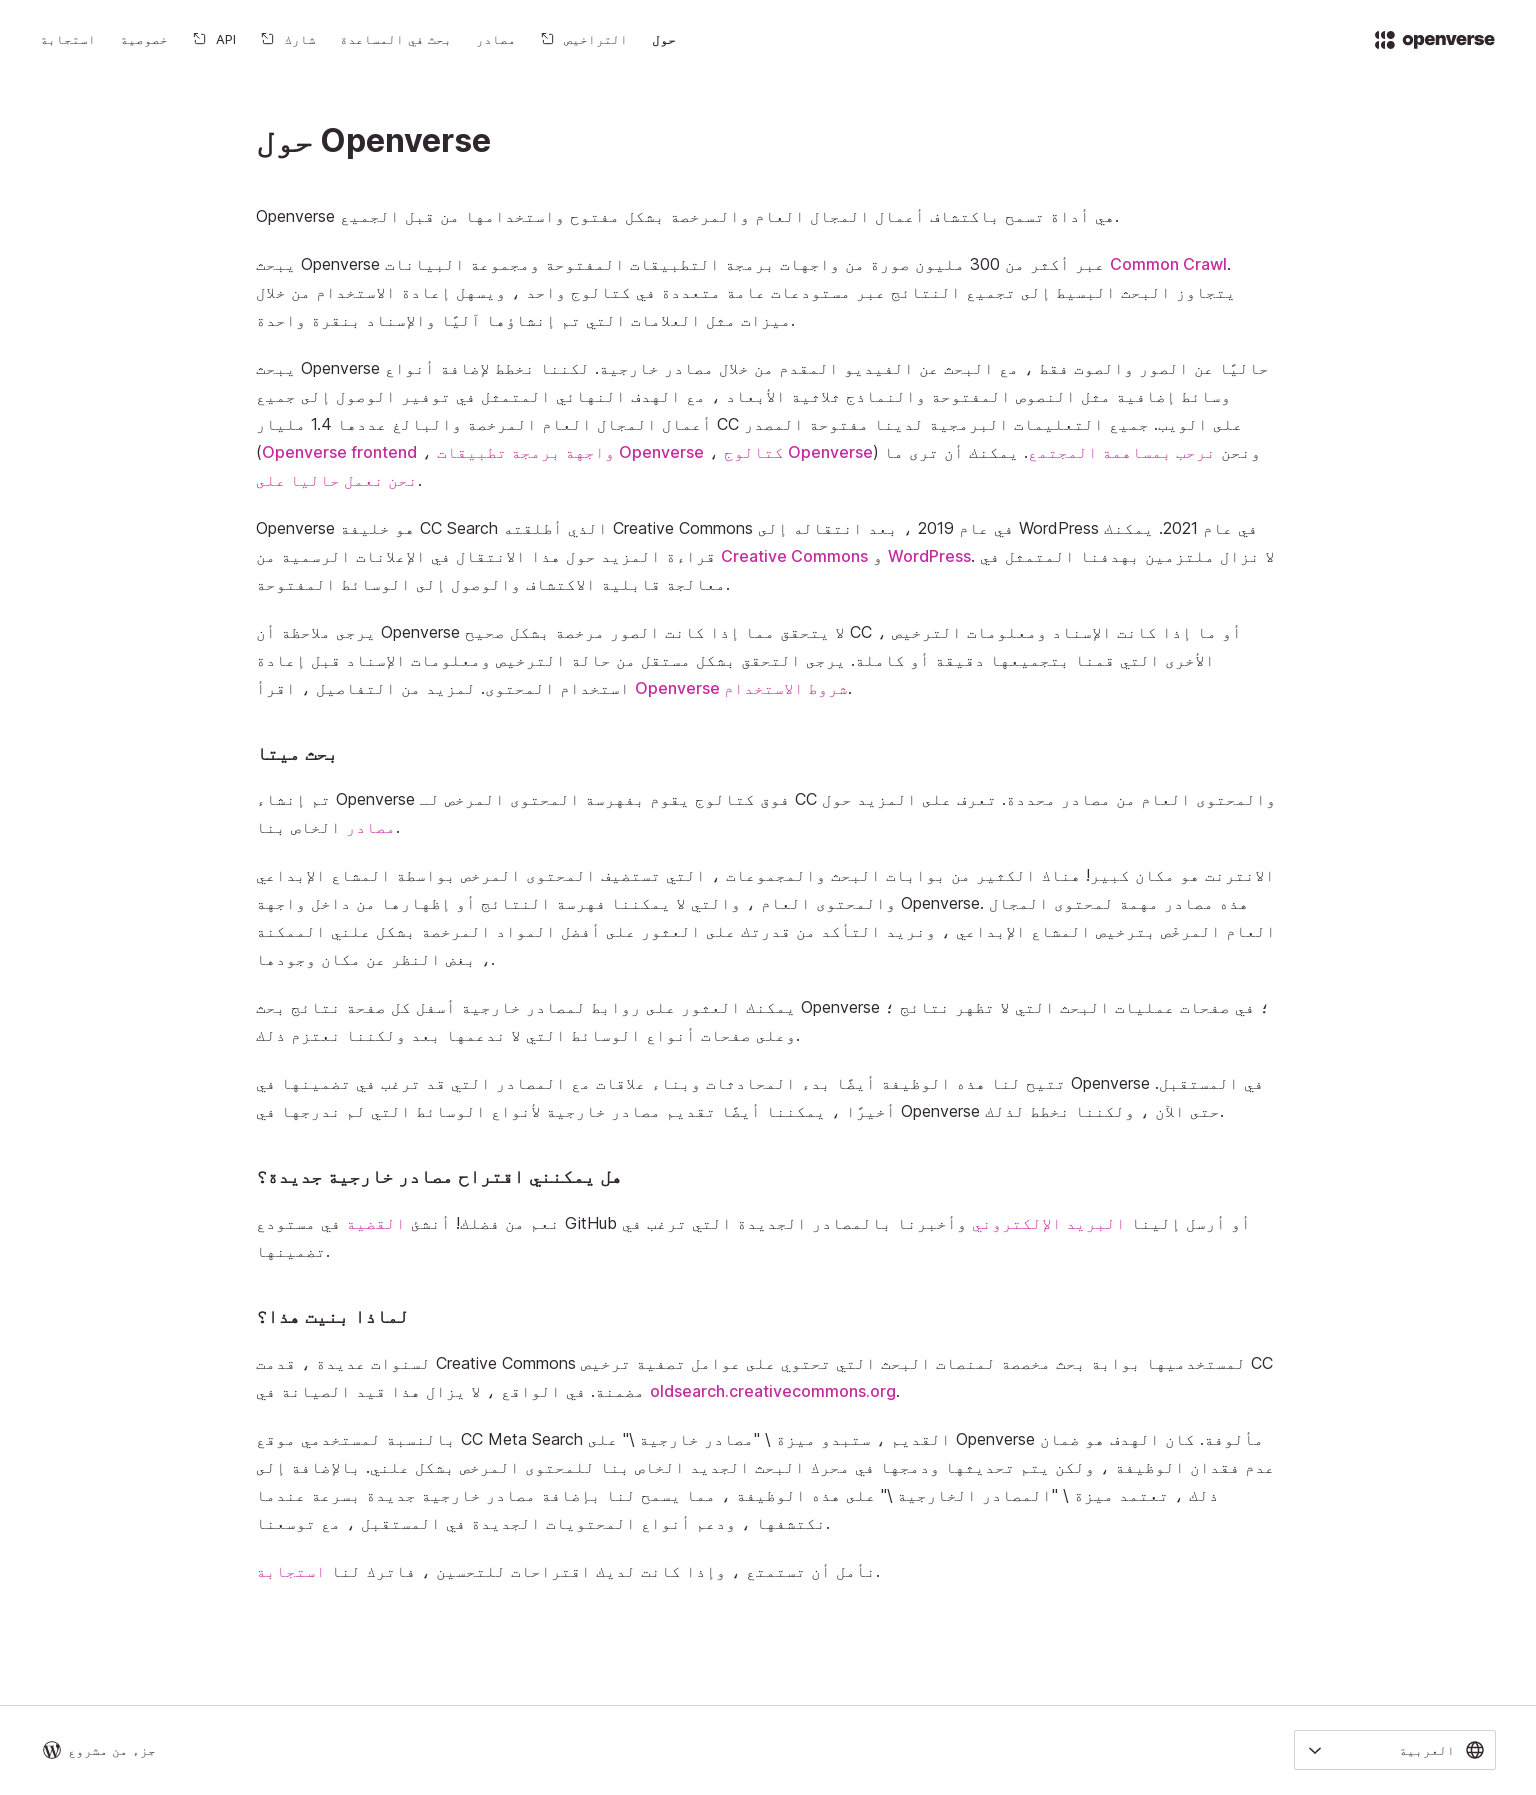 openverse
حول
التراخيص
مصادر
بحث في المساعدة
شارك
API
خصوصية
استجابة
حول Openverse
Openverse هي أداة تسمح باكتشاف أعمال المجال العام والمرخصة بشكل مفتوح واستخدامها من قبل الجميع.
يبحث Openverse عبر أكثر من 300 مليون صورة من واجهات برمجة التطبيقات المفتوحة ومجموعة البيانات Common Crawl.
يتجاوز البحث البسيط إلى تجميع النتائج عبر مستودعات عامة متعددة في كتالوج واحد ، ويسهل إعادة الاستخدام من خلال
ميزات مثل العلامات التي تم إنشاؤها آليًا والإسناد بنقرة واحدة.
يبحث Openverse حاليًا عن الصور والصوت فقط ، مع البحث عن الفيديو المقدم من خلال مصادر خارجية. لكننا نخطط لإضافة أنواع
وسائط إضافية مثل النصوص المفتوحة والنماذج ثلاثية الأبعاد ، مع الهدف النهائي المتمثل في توفير الوصول إلى جميع
أعمال المجال العام المرخصة والبالغ عددها 1.4 مليار CC على الويب. جميع التعليمات البرمجية لدينا مفتوحة المصدر
(Openverse frontend ، واجهة برمجة تطبيقات Openverse ، كتالوج Openverse) ونحن نرحب بمساهمة المجتمع. يمكنك أن ترى ما
نحن نعمل حاليا على.
Openverse هو خليفة CC Search الذي أطلقته Creative Commons في عام 2019 ، بعد انتقاله إلى WordPress في عام 2021. يمكنك
قراءة المزيد حول هذا الانتقال في الإعلانات الرسمية من Creative Commons و WordPress. لا نزال ملتزمين بهدفنا المتمثل في
معالجة قابلية الاكتشاف والوصول إلى الوسائط المفتوحة.
يرجى ملاحظة أن Openverse لا يتحقق مما إذا كانت الصور مرخصة بشكل صحيح CC ، أو ما إذا كانت الإسناد ومعلومات الترخيص
الأخرى التي قمنا بتجميعها دقيقة أو كاملة. يرجى التحقق بشكل مستقل من حالة الترخيص ومعلومات الإسناد قبل إعادة
استخدام المحتوى. لمزيد من التفاصيل ، اقرأ Openverse شروط الاستخدام.
بحث ميتا
تم إنشاء Openverse فوق كتالوج يقوم بفهرسة المحتوى المرخص لـ CC والمحتوى العام من مصادر محددة. تعرف على المزيد حول
مصادر الخاص بنا.
الانترنت هو مكان كبير! هناك الكثير من بوابات البحث والمجموعات ، التي تستضيف المحتوى المرخص بواسطة المشاع الإبداعي
والمحتوى العام ، والتي لا يمكننا فهرسة النتائج أو إظهارها من داخل واجهة Openverse. هذه مصادر مهمة لمحتوى المجال
العام المرخّص بترخيص المشاع الإبداعي ، ونريد التأكد من قدرتك على العثور على أفضل المواد المرخصة بشكل علني الممكنة
، بغض النظر عن مكان وجودها.
يمكنك العثور على روابط لمصادر خارجية أسفل كل صفحة نتائج بحث Openverse ؛ في صفحات عمليات البحث التي لا تظهر نتائج ؛
وعلى صفحات أنواع الوسائط التي لا ندعمها بعد ولكننا نعتزم ذلك.
تتيح لنا هذه الوظيفة أيضًا بدء المحادثات وبناء علاقات مع المصادر التي قد ترغب في تضمينها في Openverse في المستقبل.
أخيرًا ، يمكننا أيضًا تقديم مصادر خارجية لأنواع الوسائط التي لم ندرجها في Openverse حتى الآن ، ولكننا نخطط لذلك.
هل يمكنني اقتراح مصادر خارجية جديدة؟
نعم من فضلك! أنشئ القضية في مستودع GitHub أو أرسل إلينا البريد الإلكتروني وأخبرنا بالمصادر الجديدة التي ترغب في
تضمينها.
لماذا بنيت هذا؟
لسنوات عديدة ، قدمت Creative Commons لمستخدميها بوابة بحث مخصصة لمنصات البحث التي تحتوي على عوامل تصفية ترخيص CC
مضمنة. في الواقع ، لا يزال هذا قيد الصيانة في oldsearch.creativecommons.org.
بالنسبة لمستخدمي موقع CC Meta Search القديم ، ستبدو ميزة \ "مصادر خارجية \" على Openverse مألوفة. كان الهدف هو ضمان
عدم فقدان الوظيفة ، ولكن يتم تحديثها ودمجها في محرك البحث الجديد الخاص بنا للمحتوى المرخص بشكل علني. بالإضافة إلى
ذلك ، تعتمد ميزة \ "المصادر الخارجية \" على هذه الوظيفة ، مما يسمح لنا بإضافة مصادر خارجية جديدة بسرعة عندما
نكتشفها ، ودعم أنواع المحتويات الجديدة في المستقبل ، مع توسعنا.
نأمل أن تستمتع ، وإذا كانت لديك اقتراحات للتحسين ، فاترك لنا استجابة.
العربية
جزء من مشروع